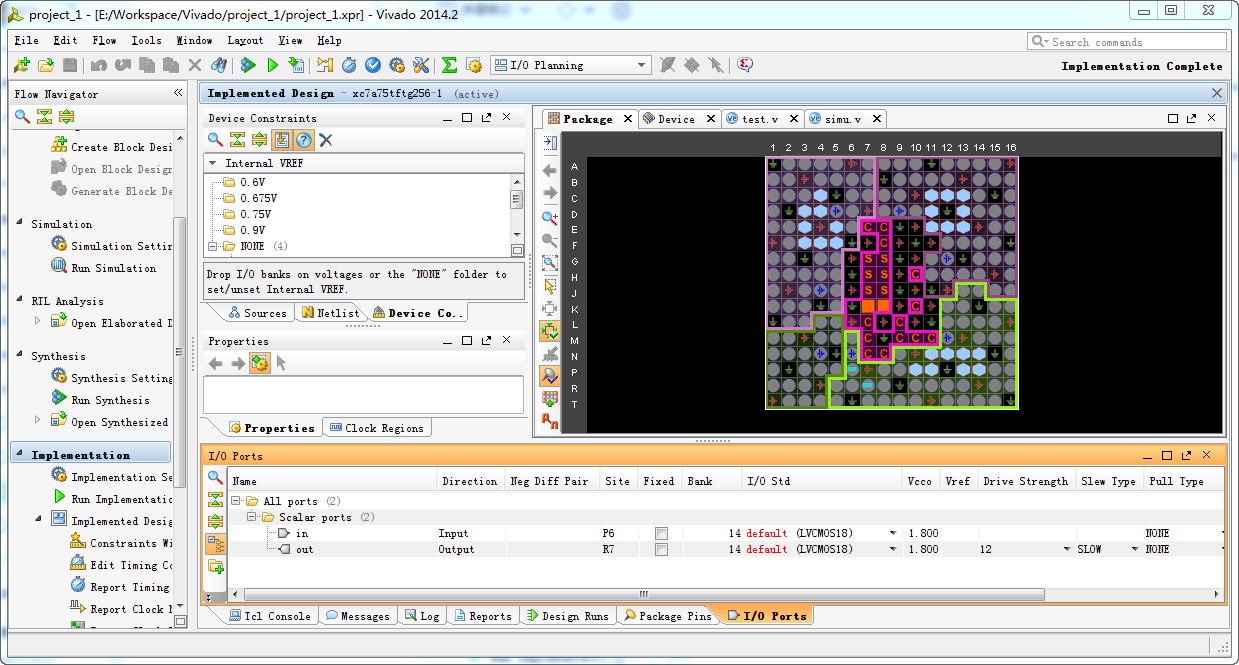 project_1 - [E:/Workspace/Vivado/project_1/project_1.xpr] - Vivado 2014.2
File Edit Flow Tools Window Layout View Help
Search commands
I/O Planning
Implementation Complete
Flow Navigator
Create Block Desi
Open Block Design
Generate Block De
Simulation
Simulation Settin
Run Simulation
RTL Analysis
Open Elaborated D
Synthesis
Synthesis Setting
Run Synthesis
Open Synthesized
Implementation
Implementation Se
Run Implementatio
Implemented Desig
Constraints Wi
Edit Timing Co
Report Timing
Report Clock N
Implemented Design - xc7a75tftg256-1 (active)
Device Constraints
Internal VREF
0.6V
0.675V
0.75V
0.9V
NONE (4)
Drop I/O banks on voltages or the "NONE" folder to
set/unset Internal VREF.
Sources Netlist Device Co..
Properties
Properties Clock Regions
Package Device test.v simu.v
1 2 3 4 5 6 7 8 9 10 11 12 13 14 15 16
A
B
C
D
E
F
G
H
J
K
L
M
N
P
R
T
I/O Ports
Name Direction Neg Diff Pair Site Fixed Bank I/O Std Vcco Vref Drive Strength Slew Type Pull Type
All ports (2)
Scalar ports (2)
in Input P6 14 default (LVCMOS18) 1.800 NONE
out Output R7 14 default (LVCMOS18) 1.800 12 SLOW NONE
Tcl Console Messages Log Reports Design Runs Package Pins I/O Ports